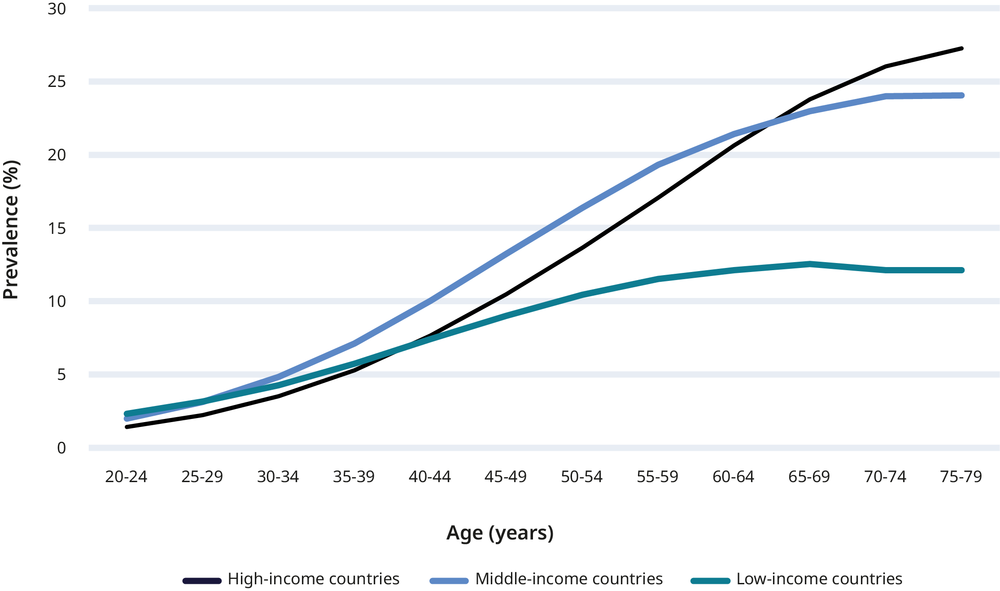 30
25
20
15
10
5
0
Prevalence (%)
20-24 25-29 30-34 35-39 40-44 45-49 50-54 55-59 60-64 65-69 70-74 75-79
Age (years)
High-income countries Middle-income countries Low-income countries